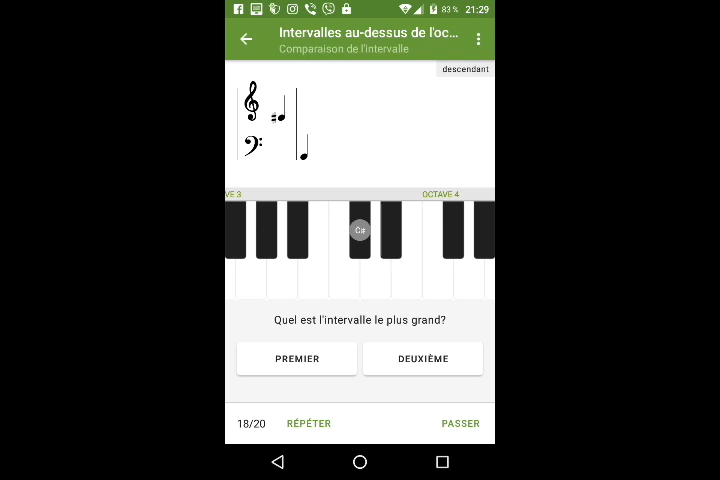 83 % 21:29
Intervalles au-dessus de l'oc...
Comparaison de l'intervalle
descendant
VE 3 OCTAVE 4
C#
Quel est l'intervalle le plus grand?
PREMIER DEUXIÈME
18/20 RÉPÉTER PASSER